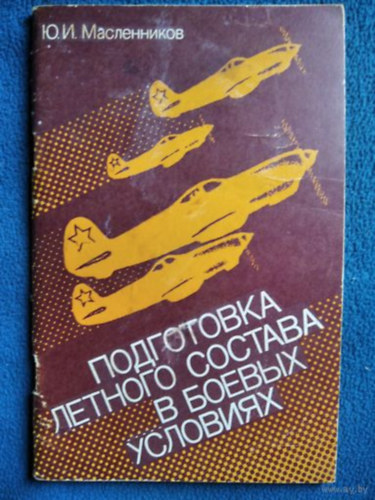 Ю.И. Масленников
ПОДГОТОВКА
ЛЕТНОГО СОСТАВА
В БОЕВЫХ
УСЛОВИЯХ